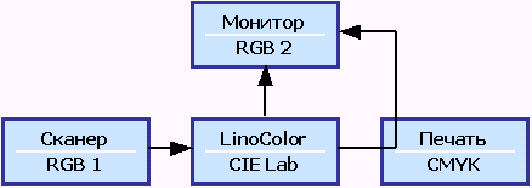 Монитор
RGB 2
Сканер
RGB 1
LinoColor
CIE Lab
Печать
CMYK